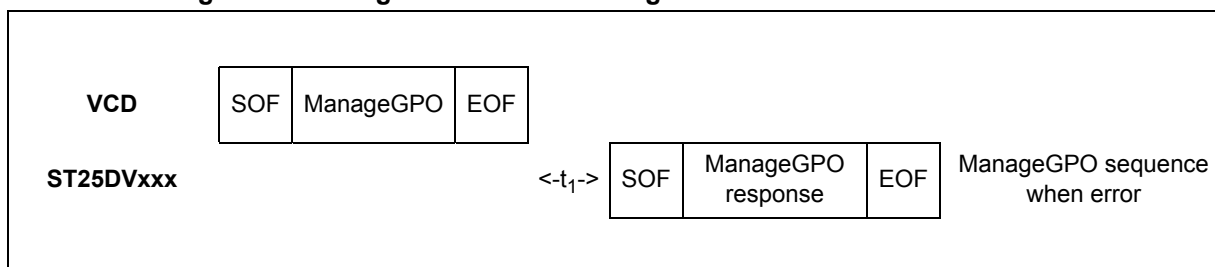 VCD SOF ManageGPO EOF
ST25DVxxx <-t1-> SOF ManageGPO response EOF ManageGPO sequence when error